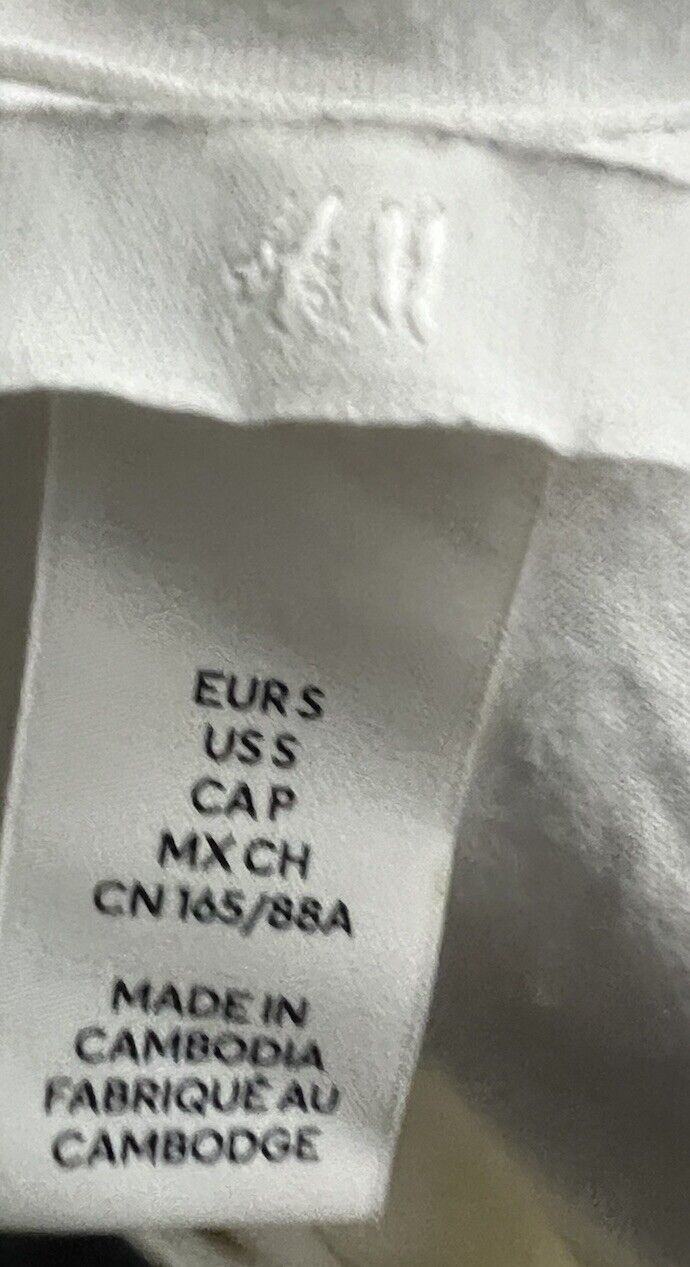 EUR S
US S
CA P
MX CH
CN 165/88A
MADE IN
CAMBODIA
FABRIQUÉ AU
CAMBODGE